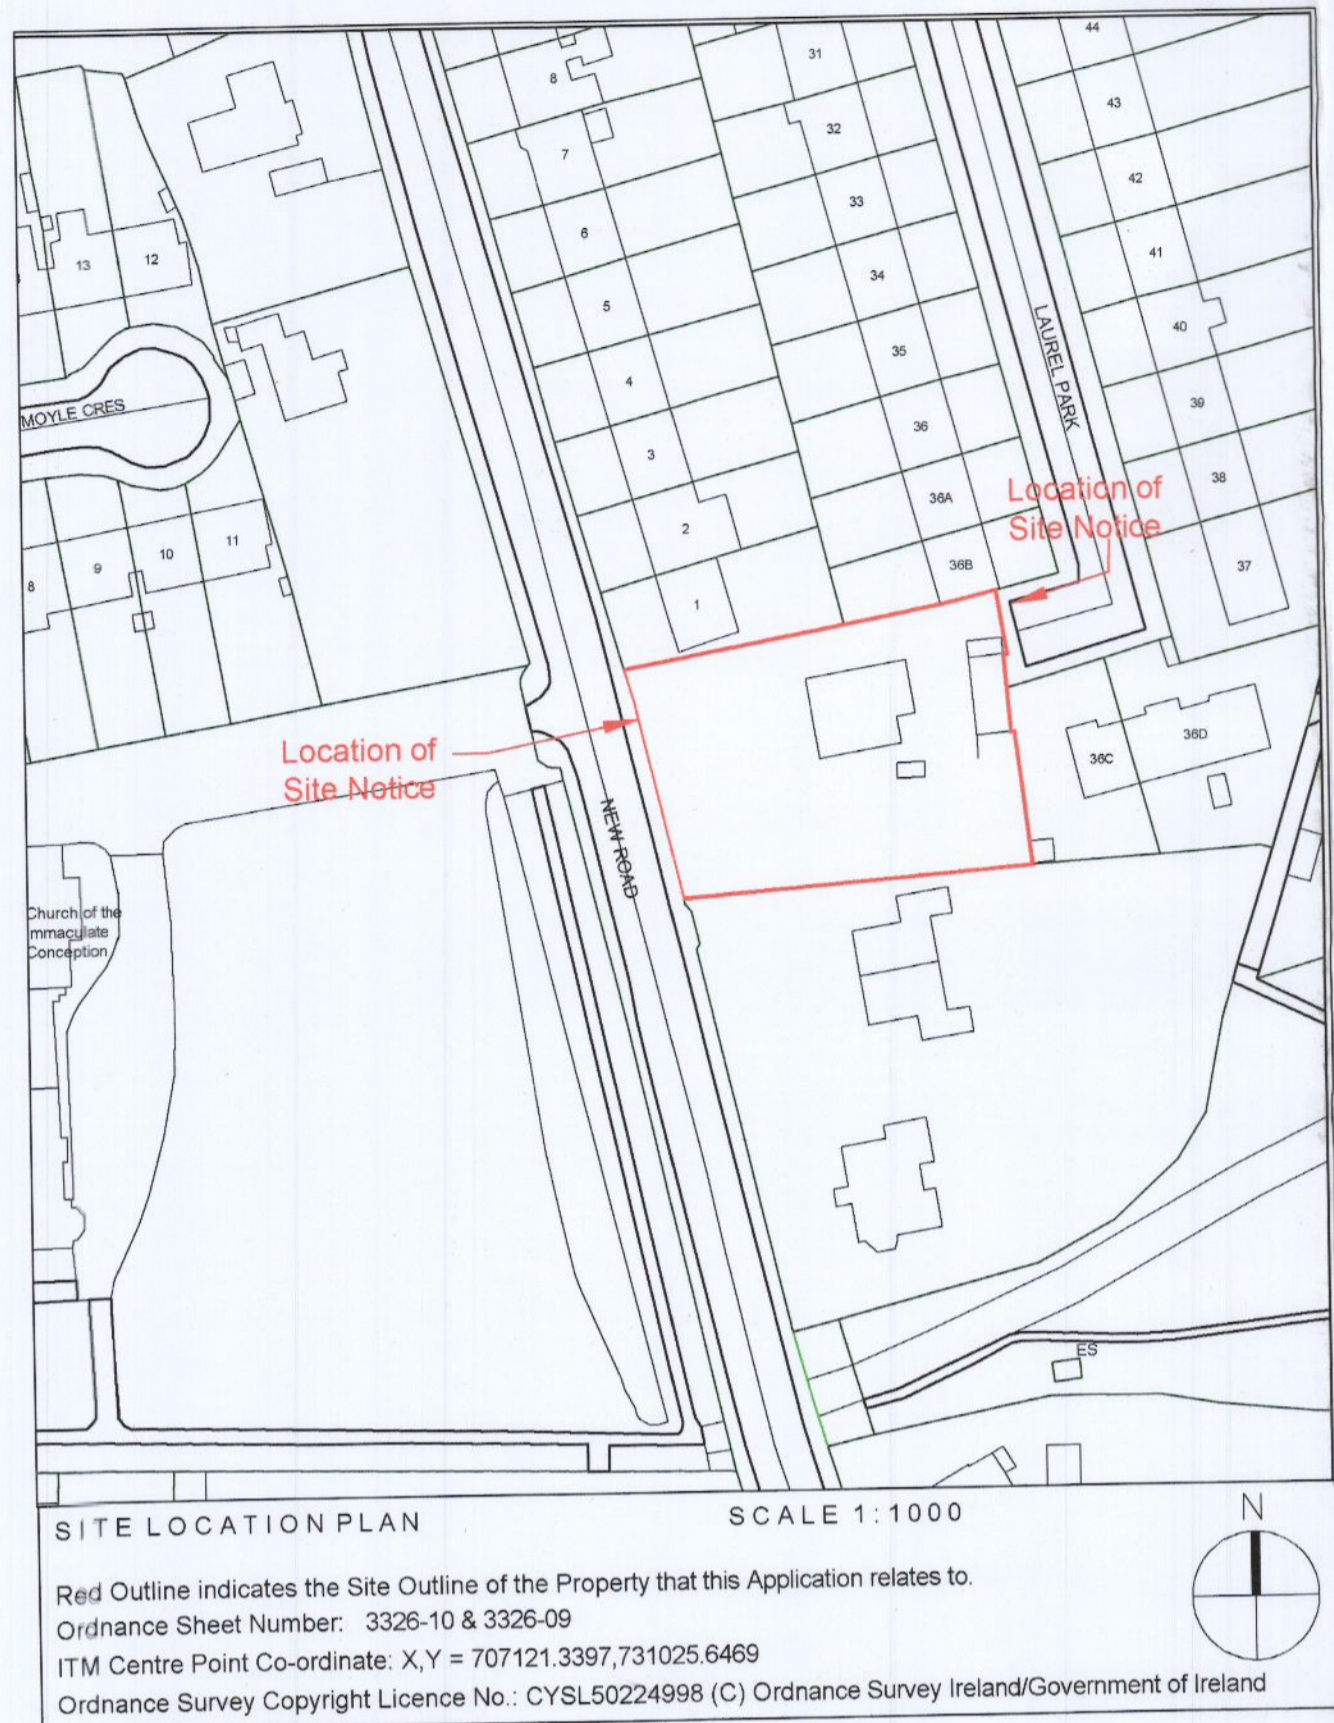 44
31
8
43
32
7
42
33
6
41
13
12
34
5
40
LAUREL PARK
35
4
MOYLE CRES
39
36
3
38
36A
Location of
Site Notice
2
11
10
9
8
36B
37
1
Location of
Site Notice
36D
36C
NEW ROAD
Church of the
mmaculate
Conception
ES
SITE LOCATION PLAN
SCALE 1:1000
N
Red Outline indicates the Site Outline of the Property that this Application relates to.
Ordnance Sheet Number: 3326-10 & 3326-09
ITM Centre Point Co-ordinate: X,Y = 707121.3397,731025.6469
Ordnance Survey Copyright Licence No.: CYSL50224998 (C) Ordnance Survey Ireland/Government of Ireland